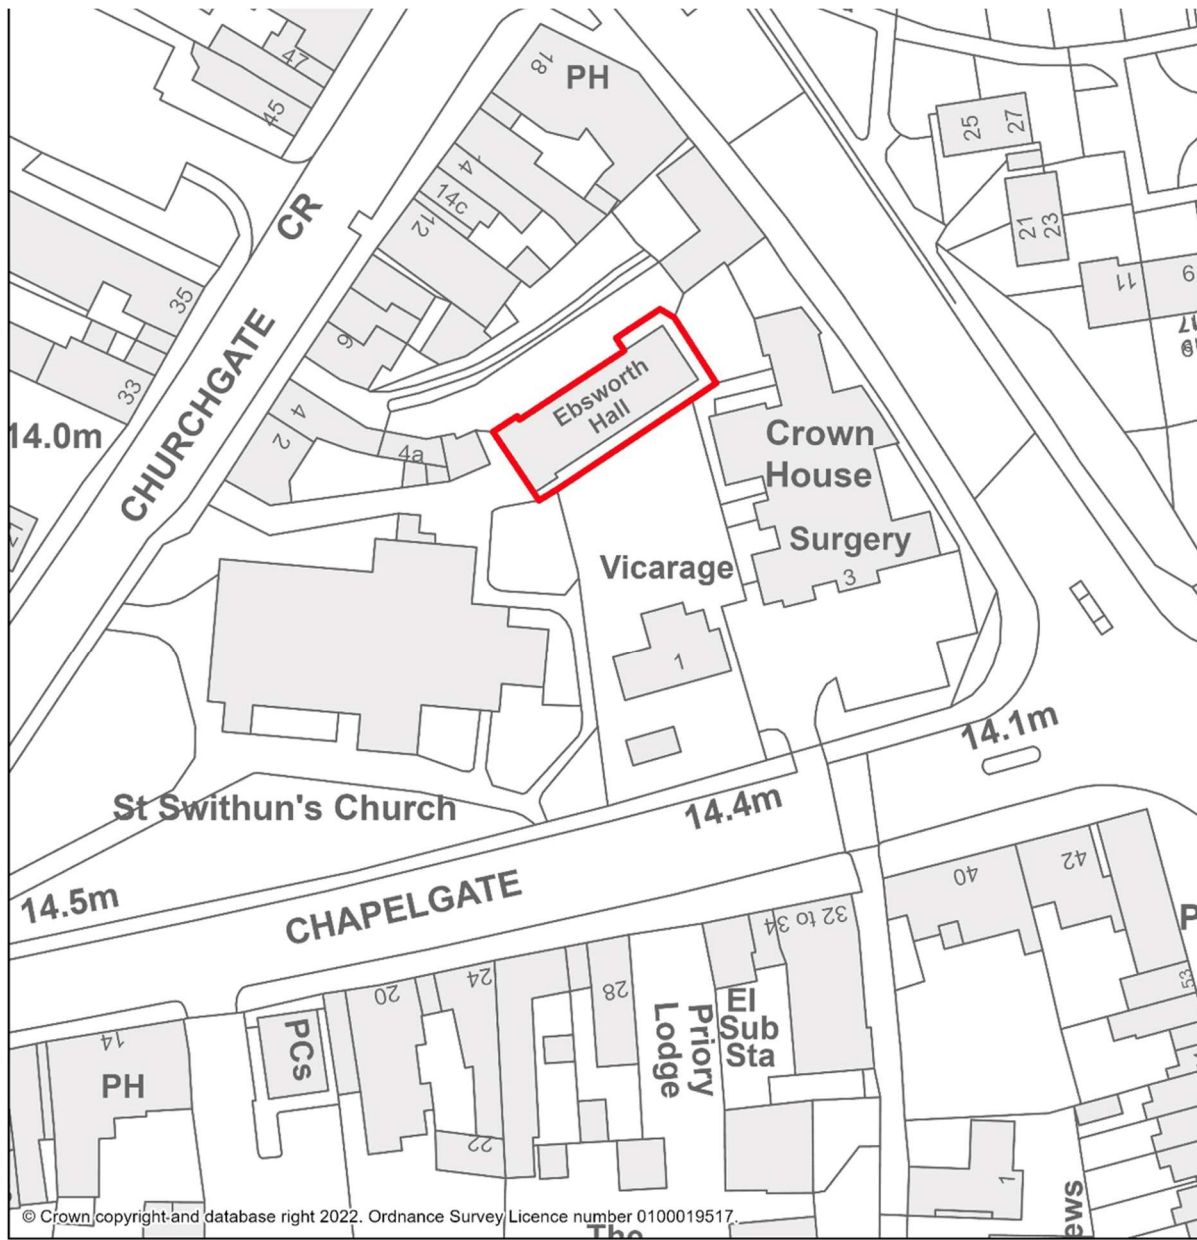 47
45
18
PH
25
27
CR
4
14c
12
21
23
35
11
9
6
33
Ebsworth
Hall
4
2
4a
14.0m
CHURCHGATE
Crown
House
Surgery
3
Vicarage
1
St Swithun's Church
14.1m
14.4m
14.5m
CHAPELGATE
40
42
32 to 34
24
20
28
53
El
Sub
Sta
Priory
Lodge
PCs
14
PH
22
1
ews
The
© Crown copyright and database right 2022. Ordnance Survey Licence number 0100019517.